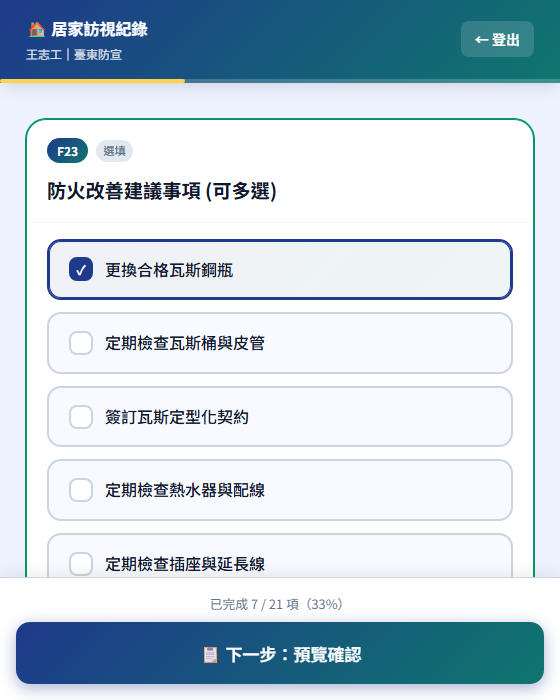 🏠 居家訪視紀錄
王志工｜臺東防宣
← 登出
F23 選填
防火改善建議事項 (可多選)
✓ 更換合格瓦斯鋼瓶
定期檢查瓦斯桶與皮管
簽訂瓦斯定型化契約
定期檢查熱水器與配線
定期檢查插座與延長線
已完成 7 / 21 項（33%）
📋 下一步：預覽確認